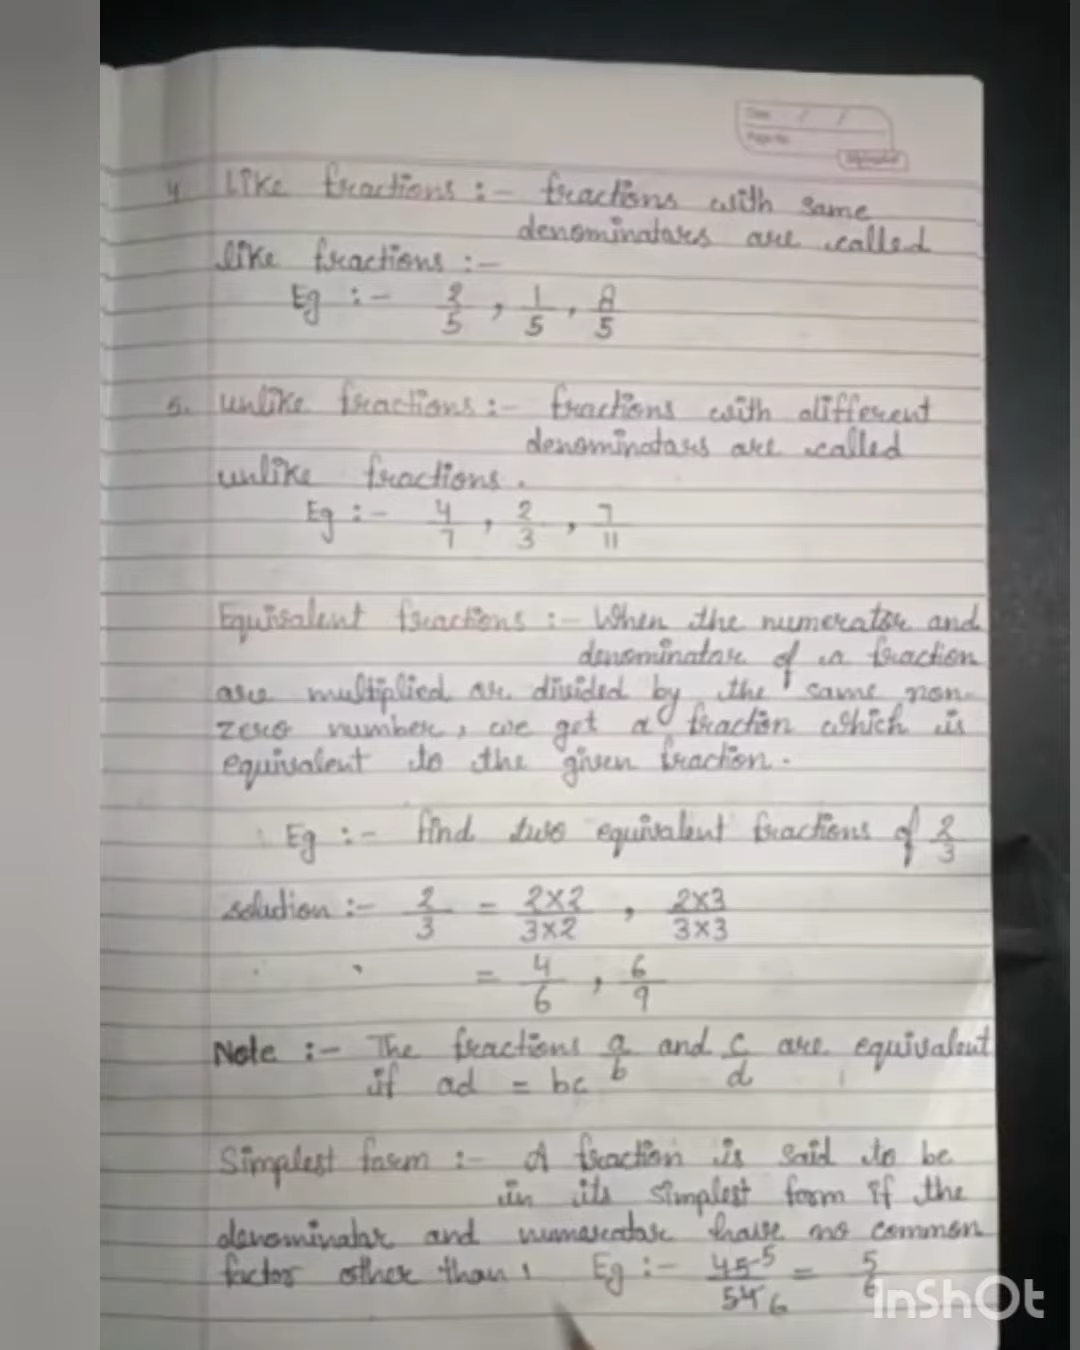 Date / /
Page No.
4. Like fractions :- fractions with same
denominators are called
like fractions :-
Eg :- 2/5 , 1/5 , 8/5
5. Unlike fractions :- fractions with different
denominators are called
unlike fractions .
Eg :- 4/7 , 2/3 , 7/11
Equivalent fractions :- When the numerator and
denominator of a fraction
are multiplied or divided by the same non-
zero number, we get a fraction which is
equivalent to the given fraction .
Eg :- find two equivalent fractions of 2/3
solution :- 2/3 = 2×2/3×2 , 2×3/3×3
= 4/6 , 6/9
Note :- The fractions a/b and c/d are equivalent
if ad = bc
Simplest form :- A fraction is said to be
in its simplest form if the
denominator and numerator have no common
factor other than 1 Eg :- 45 5/54 6 = 5/6
InShOt